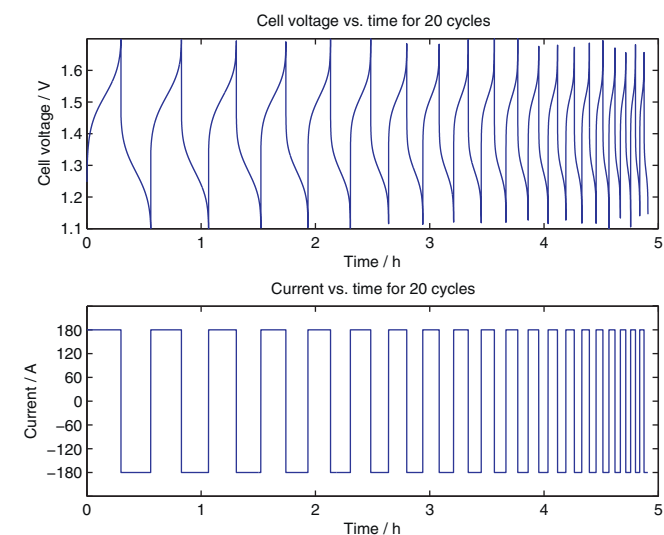 Cell voltage vs. time for 20 cycles
1.6
1.5
1.4
1.3
1.2
1.1
Cell voltage / V
0 1 2 3 4 5
Time / h
Current vs. time for 20 cycles
180
120
60
0
−60
−120
−180
Current / A
0 1 2 3 4 5
Time / h